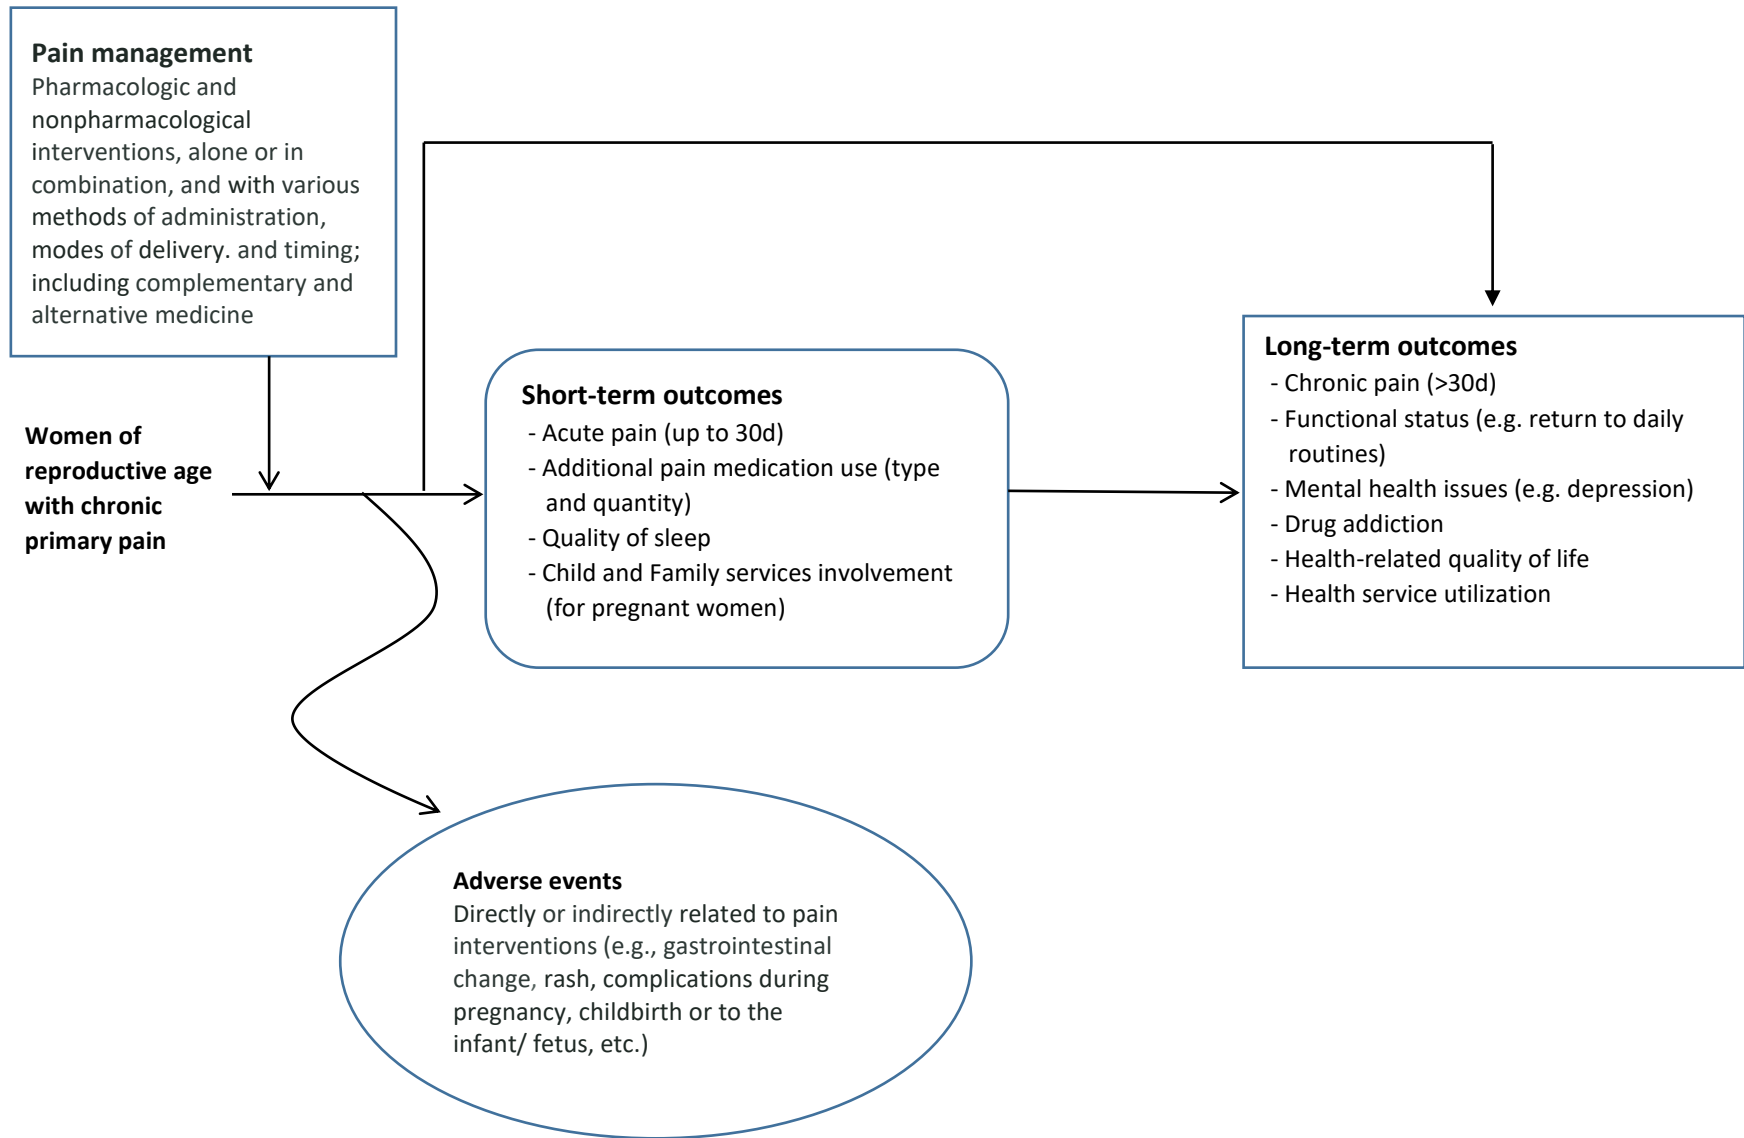 Pain management
Pharmacologic and
nonpharmacological
interventions, alone or in
combination, and with various
methods of administration,
modes of delivery. and timing;
including complementary and
alternative medicine
Women of
reproductive age
with chronic
primary pain
Short-term outcomes
- Acute pain (up to 30d)
- Additional pain medication use (type
and quantity)
- Quality of sleep
- Child and Family services involvement
(for pregnant women)
Long-term outcomes
- Chronic pain (>30d)
- Functional status (e.g. return to daily
routines)
- Mental health issues (e.g. depression)
- Drug addiction
- Health-related quality of life
- Health service utilization
Adverse events
Directly or indirectly related to pain
interventions (e.g., gastrointestinal
change, rash, complications during
pregnancy, childbirth or to the
infant/ fetus, etc.)